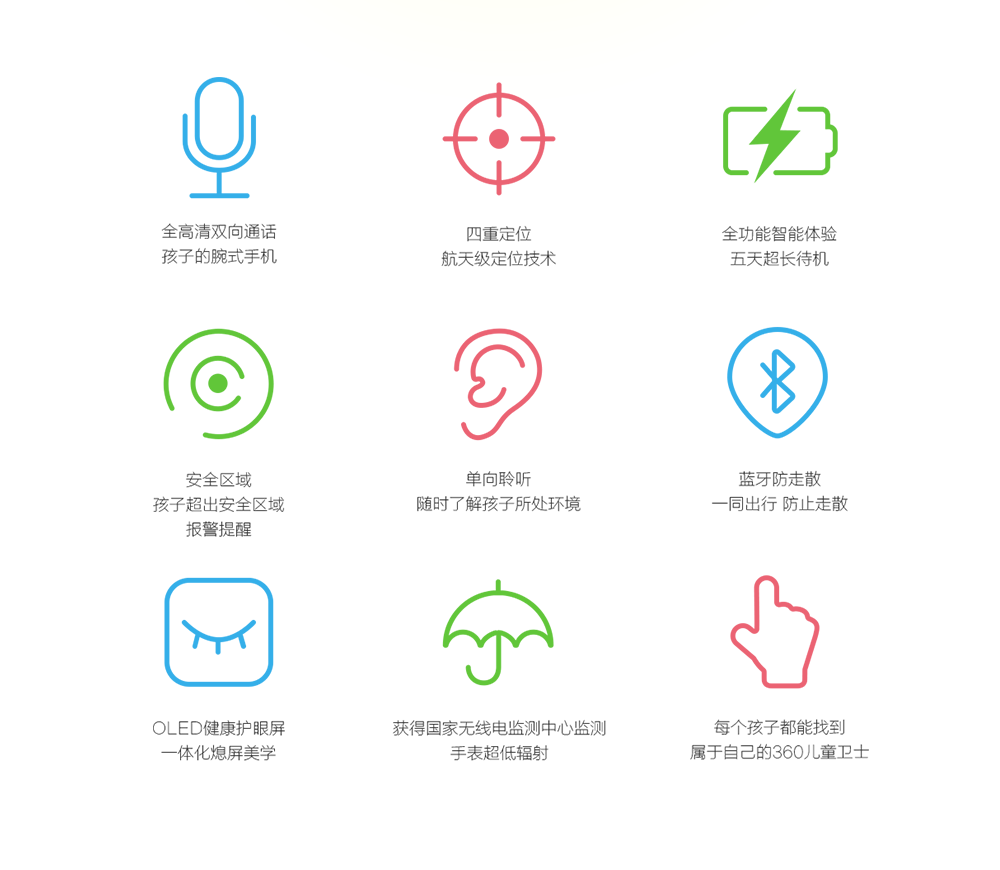 全高清双向通话
孩子的腕式手机
四重定位
航天级定位技术
全功能智能体验
五天超长待机
安全区域
孩子超出安全区域
报警提醒
单向聆听
随时了解孩子所处环境
蓝牙防走散
一同出行 防止走散
OLED健康护眼屏
一体化熄屏美学
获得国家无线电监测中心监测
手表超低辐射
每个孩子都能找到
属于自己的360儿童卫士